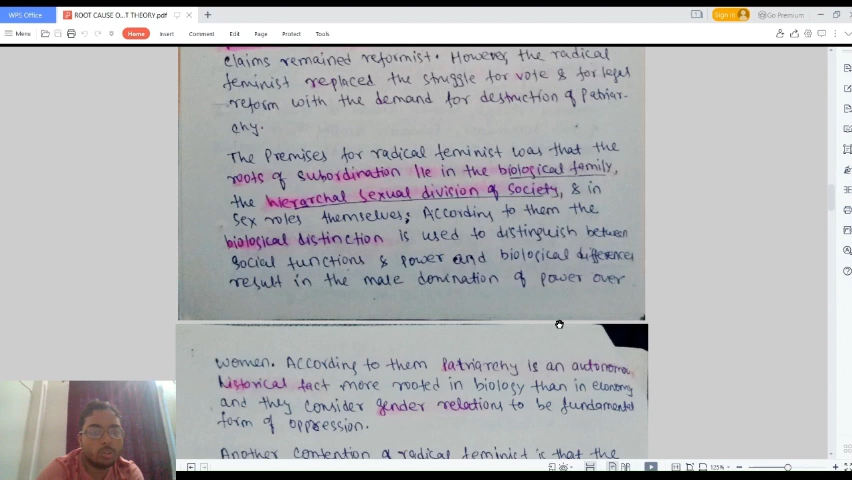 WPS Office
ROOT CAUSE O...T THEORY.pdf
Sign in
Go Premium
Menu
Home Insert Comment Edit Page Protect Tools
claims remained reformist. However the radical
feminist replaced the struggle for vote & for legal
reform with the demand for destruction of Patriar-
chy.
The Premises for radical feminist was that the
roots of subordination lie in the biological family,
the hierarchal sexual division of society, & in
Sex roles themselves; According to them the
biological distinction is used to distinguish between
social functions & power and biological differences
result in the male domination of power over
women. According to them Patriarchy is an autonomou
historical fact more rooted in biology than in economy
and they consider gender relations to be fundamental
form of oppression.
Another contention of radical feminist is that the
125%